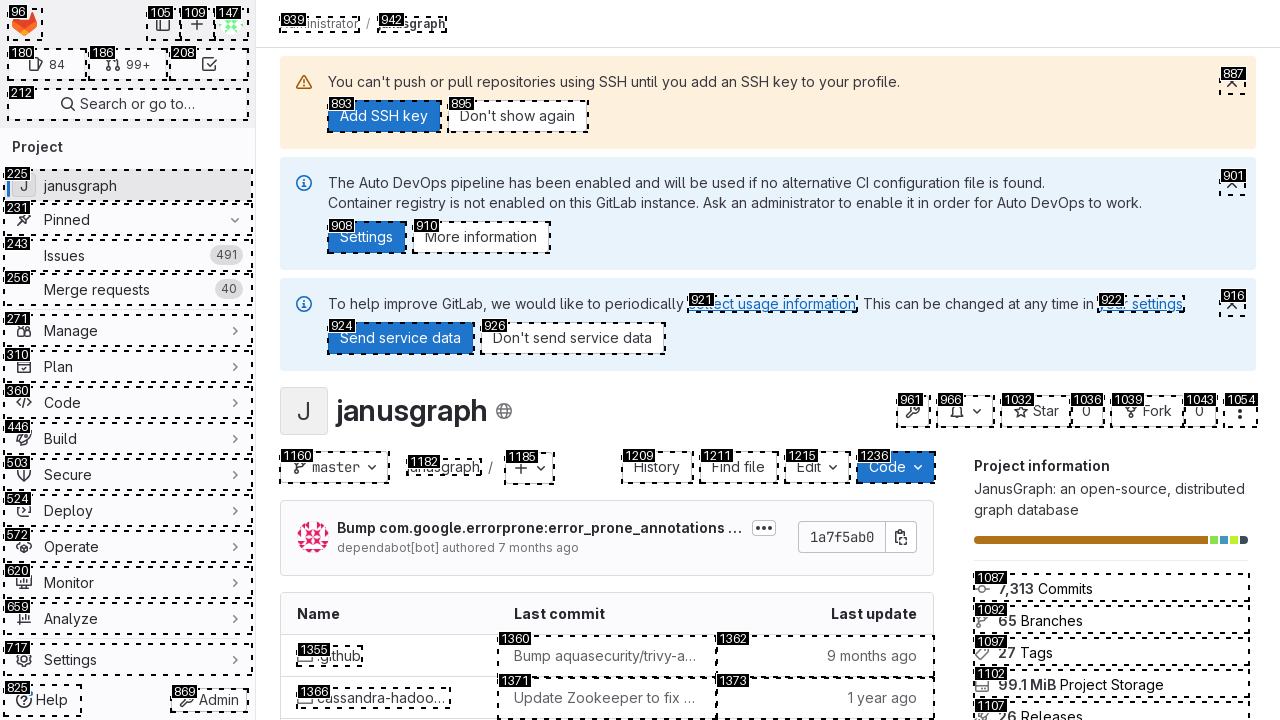 96
105
109
147
180
84
186
99+
208
212
Search or go to…
Project
225
J
janusgraph
231
Pinned
243
Issues
491
256
Merge requests
40
271
Manage
310
Plan
360
Code
446
Build
503
Secure
524
Deploy
572
Operate
620
Monitor
659
Analyze
717
Settings
825
Help
869
Admin
939
/
942
887
You can't push or pull repositories using SSH until you add an SSH key to your profile.
893
Add SSH key
895
Don't show again
901
The Auto DevOps pipeline has been enabled and will be used if no alternative CI configuration file is found.
Container registry is not enabled on this GitLab instance. Ask an administrator to enable it in order for Auto DevOps to work.
908
Settings
910
More information
916
To help improve GitLab, we would like to periodically collect usage information. This can be changed at any time in your settings.
921
922
924
Send service data
926
Don't send service data
J
janusgraph
961
966
1032
Star
1036
0
1039
Fork
1043
0
1054
1160
master
1182
janusgraph /
1185
1209
History
1211
Find file
1215
Edit
1236
Code
Bump com.google.errorprone:error_prone_annotations …
dependabot[bot] authored 7 months ago
1a7f5ab0
Name
Last commit
Last update
1355
.github
1360
Bump aquasecurity/trivy-a…
1362
9 months ago
1366
cassandra-hadoo…
1371
Update Zookeeper to fix …
1373
1 year ago
Project information
JanusGraph: an open-source, distributed
graph database
1087
7,313 Commits
1092
65 Branches
1097
27 Tags
1102
99.1 MiB Project Storage
1107
26 Releases